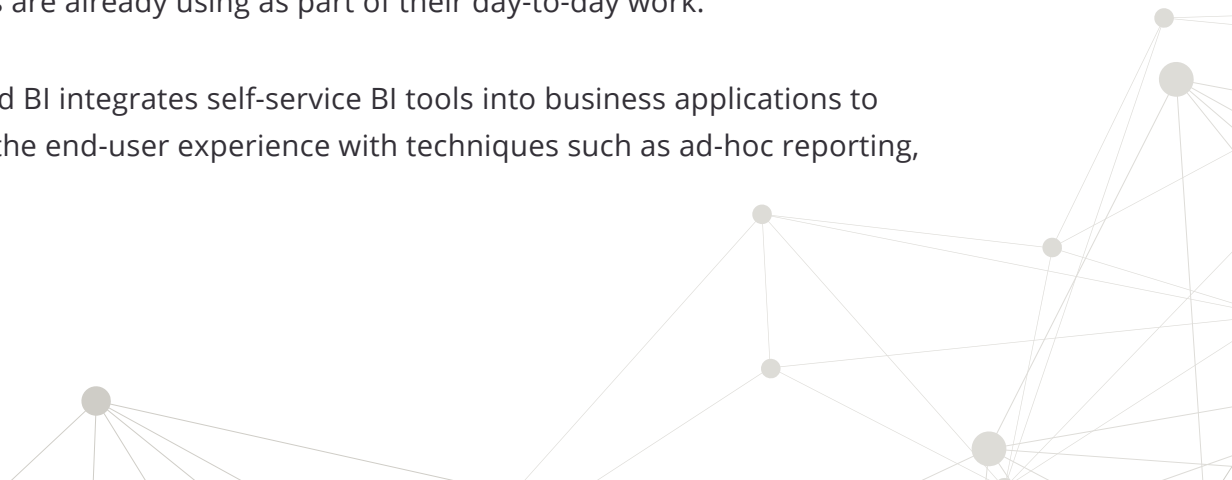 are already using as part of their day-to-day work.
BI integrates self-service BI tools into business applications to
the end-user experience with techniques such as ad-hoc reporting,